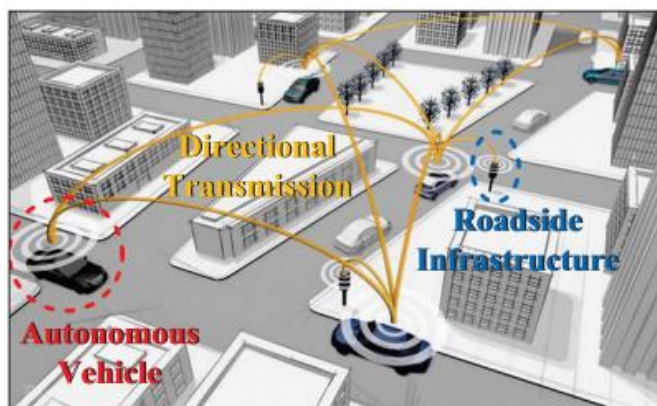 Directional
Transmission
Roadside
Infrastructure
Autonomous
Vehicle